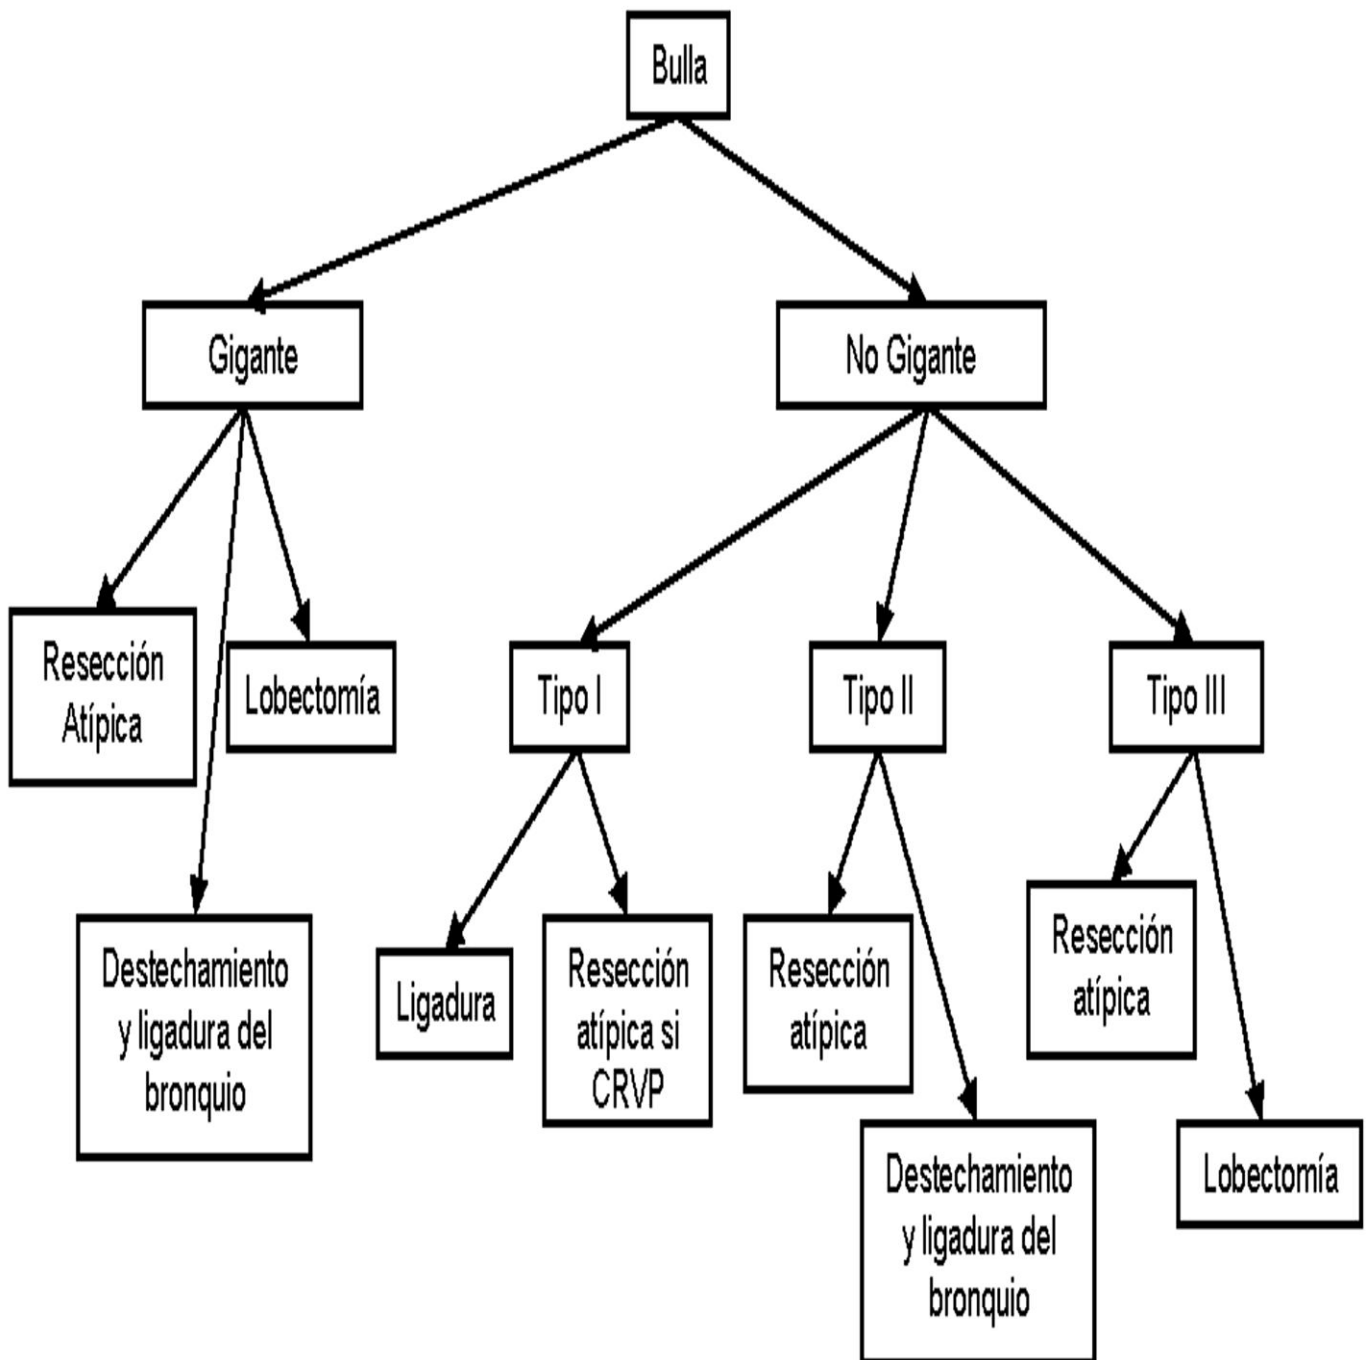 Bulla
Gigante
No Gigante
Resección
Atípica
Lobectomía
Destechamiento
y ligadura del
bronquio
Tipo I
Tipo II
Tipo III
Ligadura
Resección
atípica si
CRVP
Resección
atípica
Destechamiento
y ligadura del
bronquio
Resección
atípica
Lobectomía